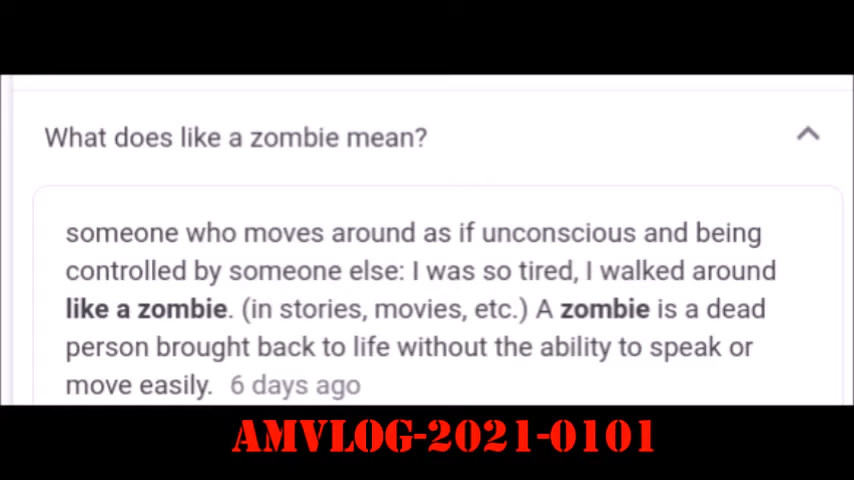 What does like a zombie mean?
someone who moves around as if unconscious and being
controlled by someone else: I was so tired, I walked around
like a zombie. (in stories, movies, etc.) A zombie is a dead
person brought back to life without the ability to speak or
move easily. 6 days ago
AMVLOG-2021-0101